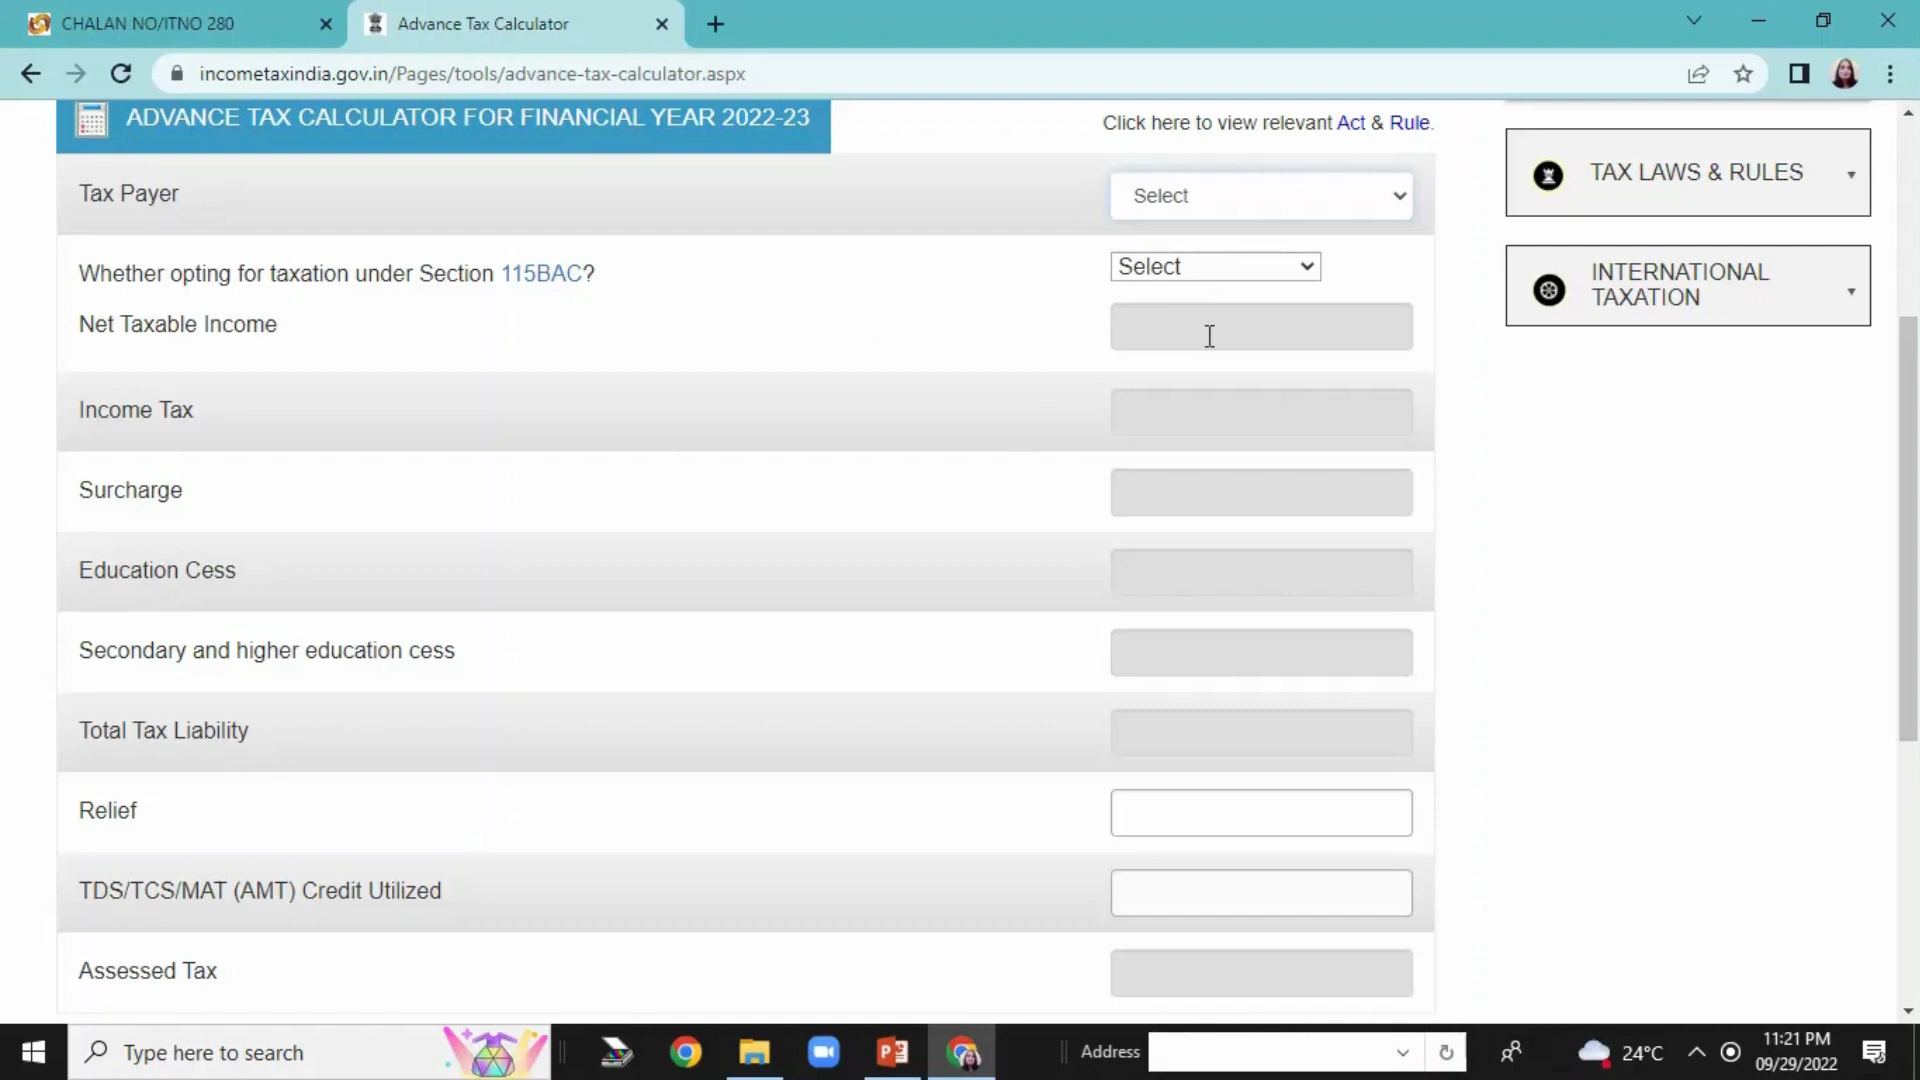 CHALAN NO/ITNO 280
Advance Tax Calculator
incometaxindia.gov.in/Pages/tools/advance-tax-calculator.aspx
ADVANCE TAX CALCULATOR FOR FINANCIAL YEAR 2022-23
Click here to view relevant Act & Rule.
Tax Payer
Select
Whether opting for taxation under Section 115BAC?
Select
Net Taxable Income
Income Tax
Surcharge
Education Cess
Secondary and higher education cess
Total Tax Liability
Relief
TDS/TCS/MAT (AMT) Credit Utilized
Assessed Tax
TAX LAWS & RULES
INTERNATIONAL
TAXATION
Type here to search
Address
24°C
11:21 PM
09/29/2022